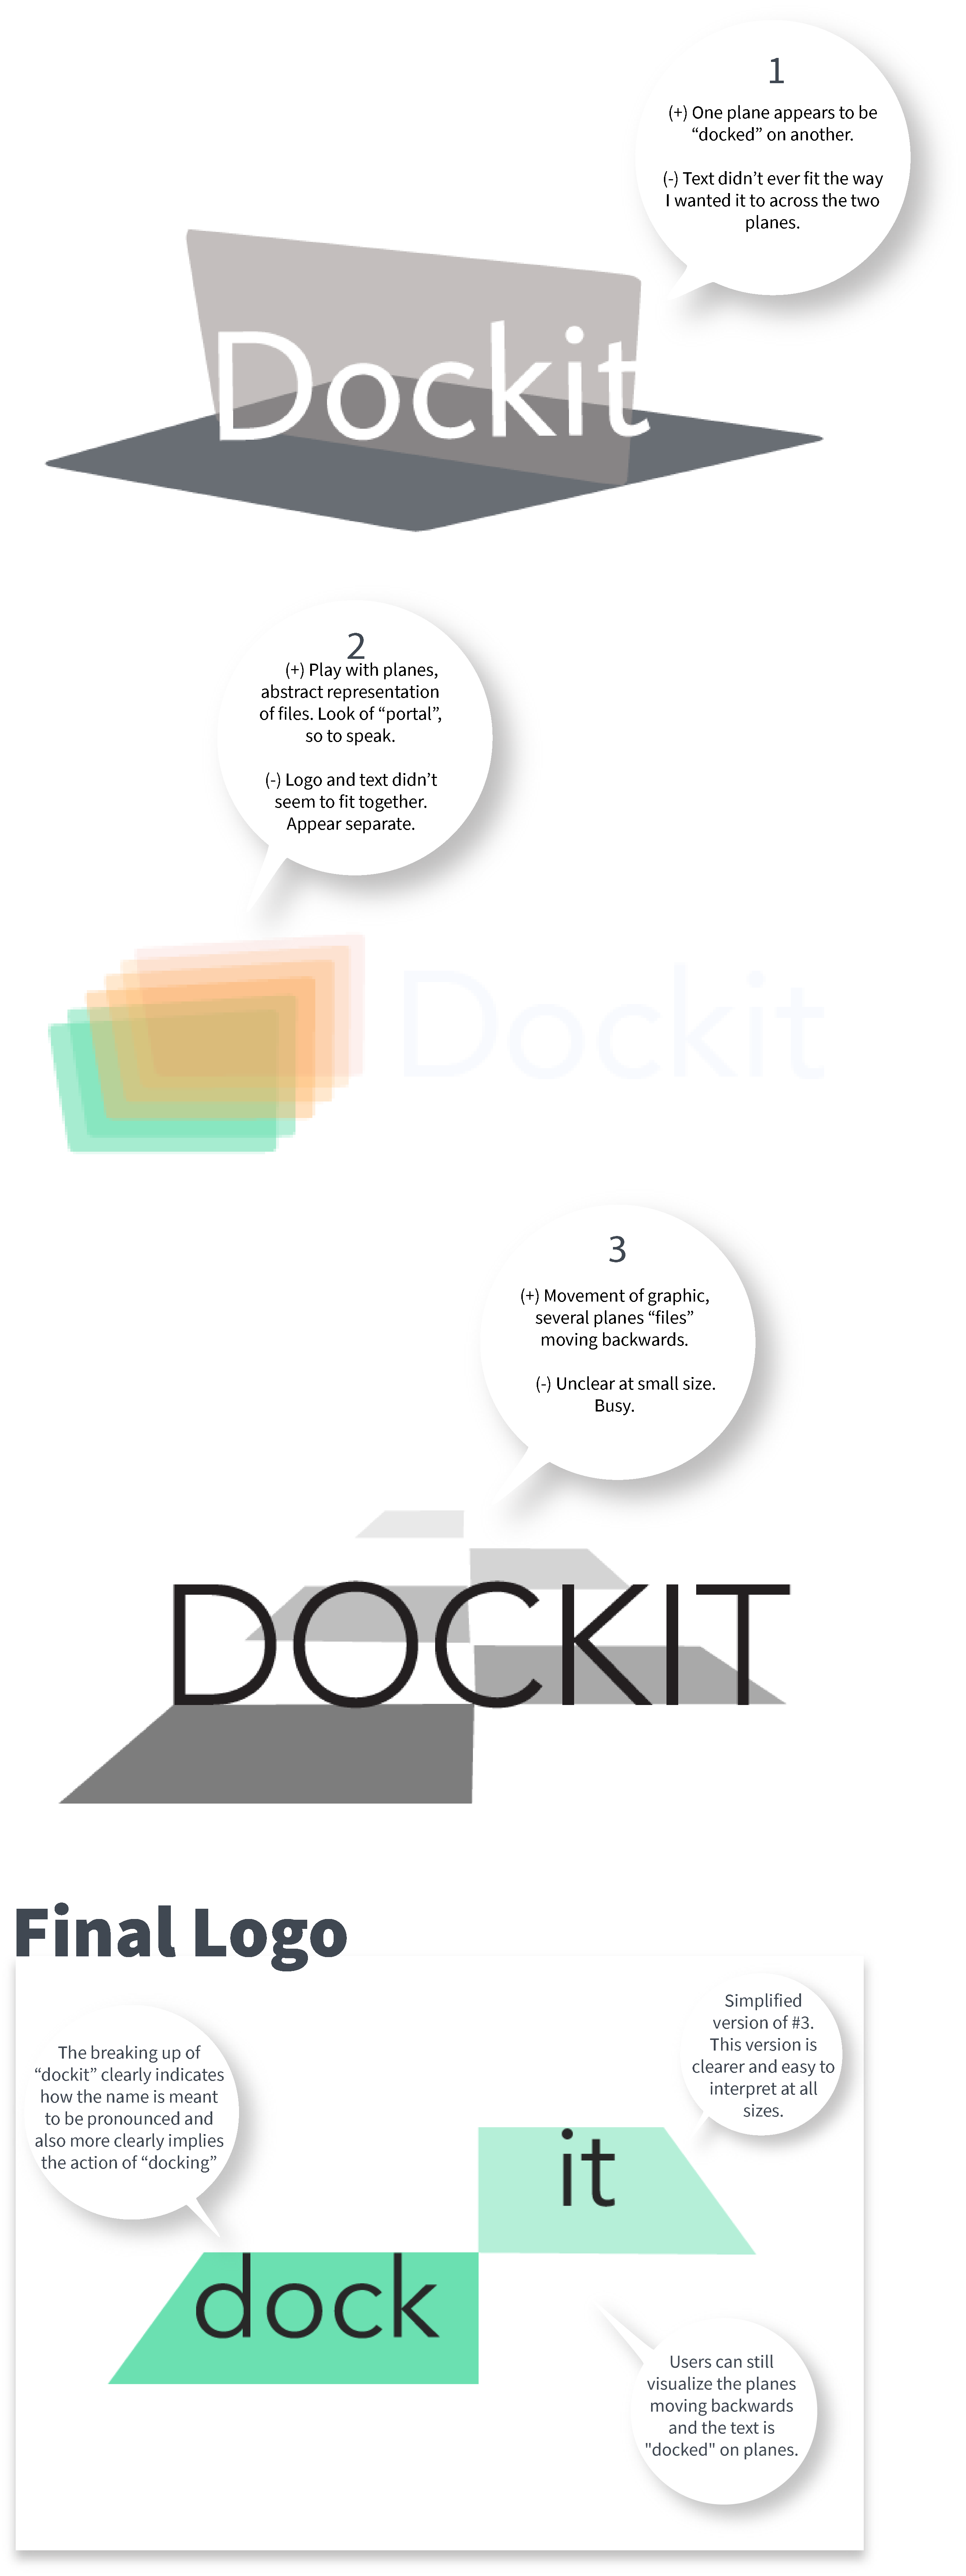 1
(+) One plane appears to be
“docked” on another.
(-) Text didn’t ever fit the way
I wanted it to across the two
planes.
Dockit
2
(+) Play with planes,
abstract representation
of files. Look of “portal”,
so to speak.
(-) Logo and text didn’t
seem to fit together.
Appear separate.
Dockit
3
(+) Movement of graphic,
several planes “files”
moving backwards.
(-) Unclear at small size.
Busy.
DOCKIT
Final Logo
Simplified
version of #3.
This version is
clearer and easy to
interpret at all
sizes.
The breaking up of
“dockit” clearly indicates
how the name is meant
to be pronounced and
also more clearly implies
the action of “docking”
it
dock
Users can still
visualize the planes
moving backwards
and the text is
"docked" on planes.